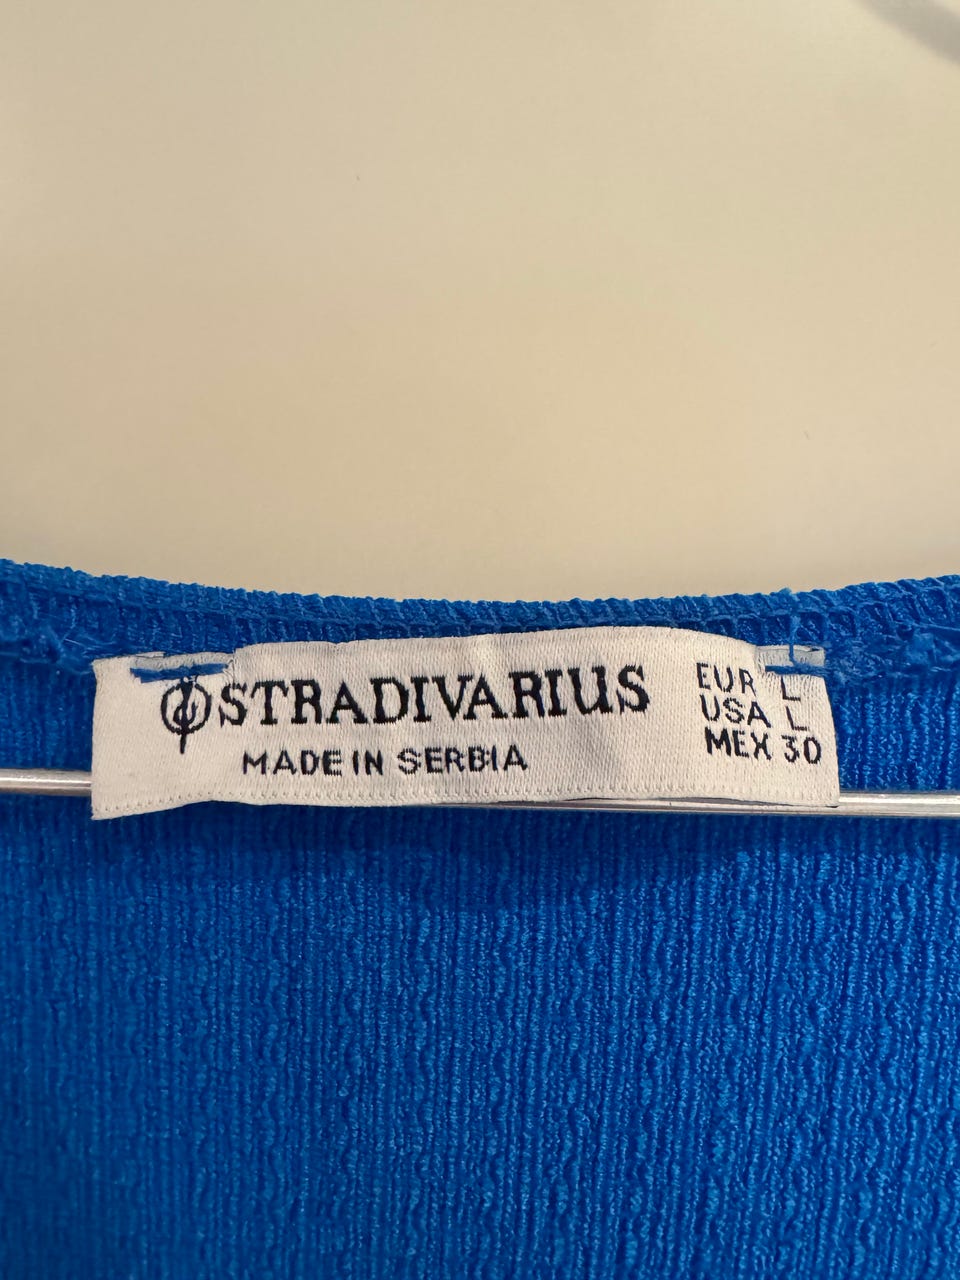 STRADIVARIUS
MADE IN SERBIA
EUR L
USA L
MEX 30